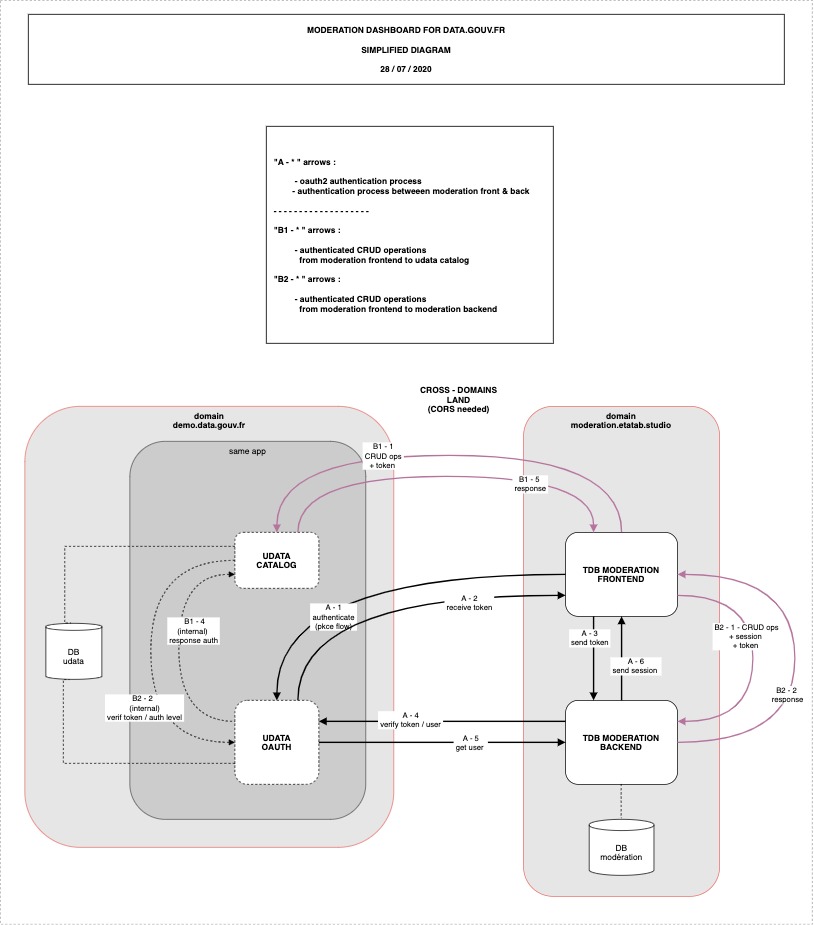 MODERATION DASHBOARD FOR DATA.GOUV.FR
SIMPLIFIED DIAGRAM
28 / 07 / 2020
"A - * " arrows :
- oauth2 authentication process
- authentication process betweeen moderation front & back
- - - - - - - - - - - - - - - - - - -
"B1 - * " arrows :
- authenticated CRUD operations
from moderation frontend to udata catalog
"B2 - * " arrows :
- authenticated CRUD operations
from moderation frontend to moderation backend
CROSS - DOMAINS
LAND
(CORS needed)
domain
demo.data.gouv.fr
domain
moderation.etatab.studio
same app
B1 - 1
CRUD ops
+ token
B1 - 5
response
UDATA
CATALOG
TDB MODERATION
FRONTEND
A - 1
authenticate
(pkce flow)
A - 2
receive token
B1 - 4
(internal)
response auth
A - 3
send token
B2 - 1 - CRUD ops
+ session
+ token
DB
udata
A - 6
send session
B2 - 2
(internal)
verif token / auth level
B2 - 2
response
A - 4
verify token / user
UDATA
OAUTH
A - 5
get user
TDB MODERATION
BACKEND
DB
modération